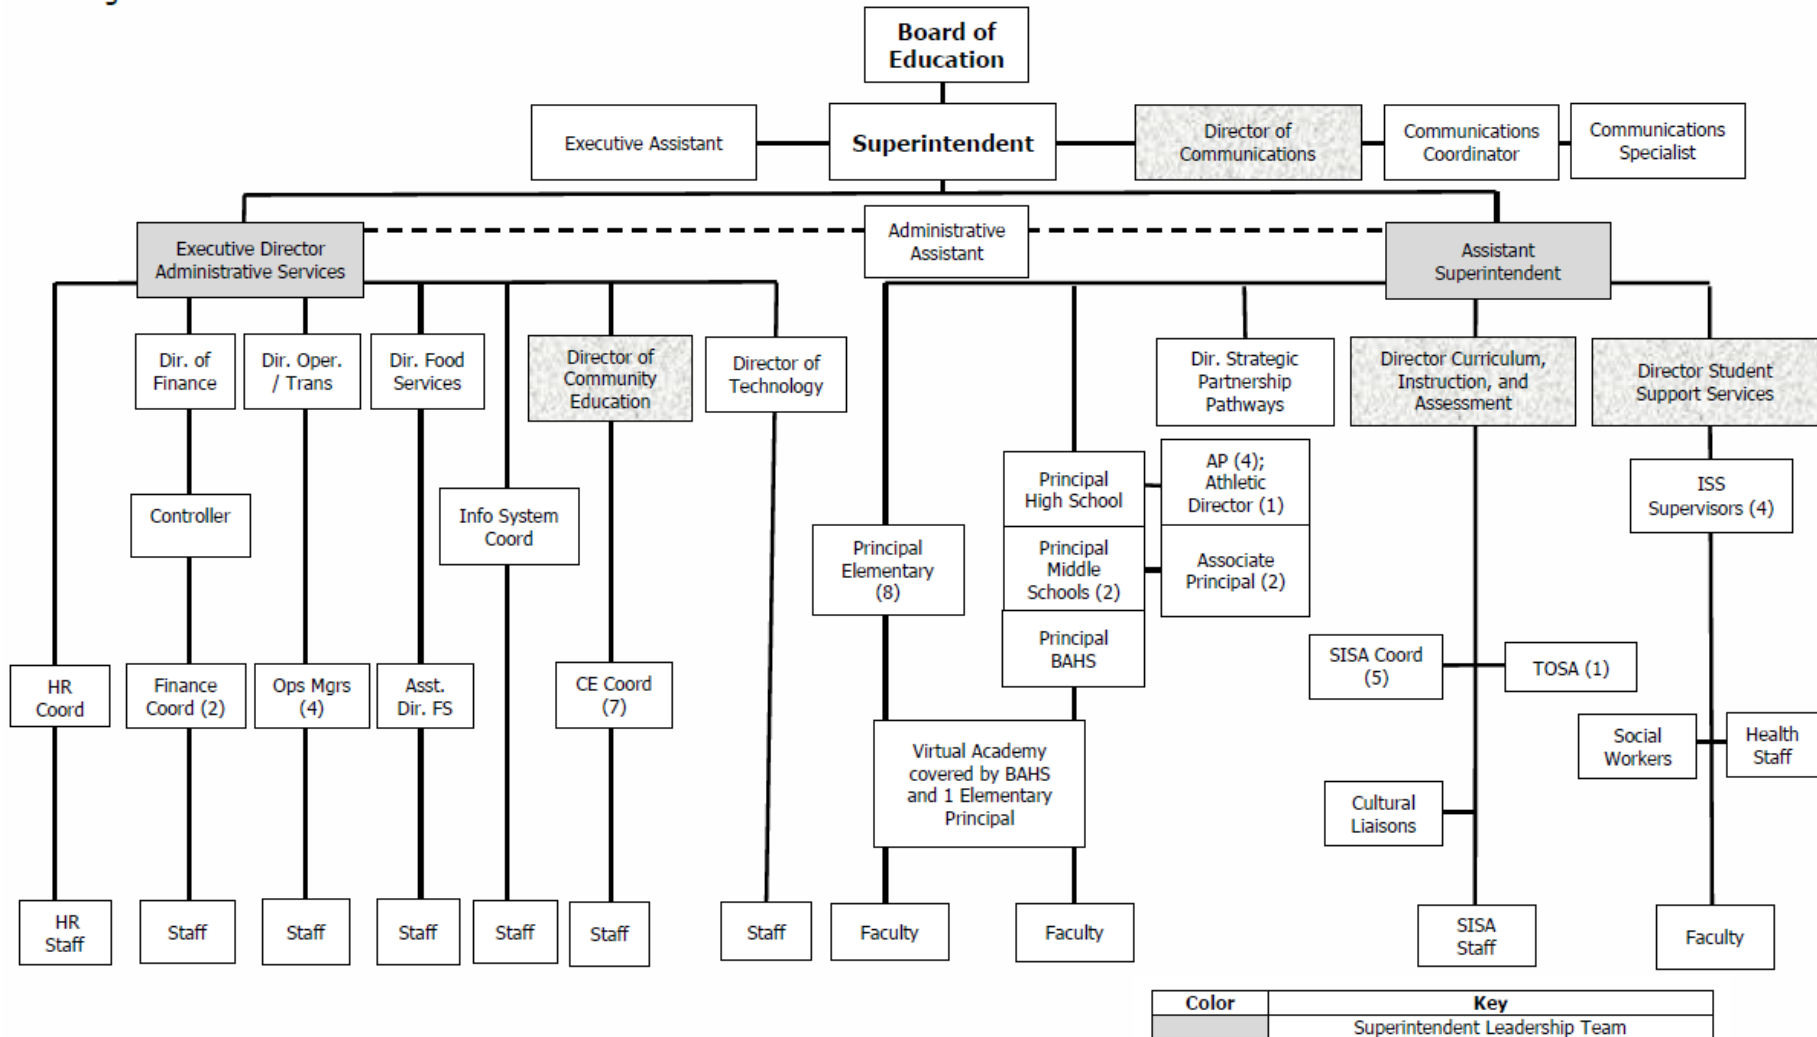 Board of
Education
Executive Assistant
Superintendent
Director of
Communications
Communications
Coordinator
Communications
Specialist
Executive Director
Administrative Services
Administrative
Assistant
Assistant
Superintendent
Dir. of
Finance
Dir. Oper.
/ Trans
Dir. Food
Services
Director of
Community
Education
Director of
Technology
Dir. Strategic
Partnership
Pathways
Director Curriculum,
Instruction, and
Assessment
Director Student
Support Services
Controller
Info System
Coord
Principal
Elementary
(8)
Principal
High School
AP (4);
Athletic
Director (1)
Principal
Middle
Schools (2)
Associate
Principal (2)
Principal
BAHS
ISS
Supervisors (4)
HR
Coord
Finance
Coord (2)
Ops Mgrs
(4)
Asst.
Dir. FS
CE Coord
(7)
SISA Coord
(5)
TOSA (1)
Virtual Academy
covered by BAHS
and 1 Elementary
Principal
Social
Workers
Health
Staff
Cultural
Liaisons
HR
Staff
Staff
Staff
Staff
Staff
Staff
Staff
Faculty
Faculty
SISA
Staff
Faculty
Color
Key
Superintendent Leadership Team